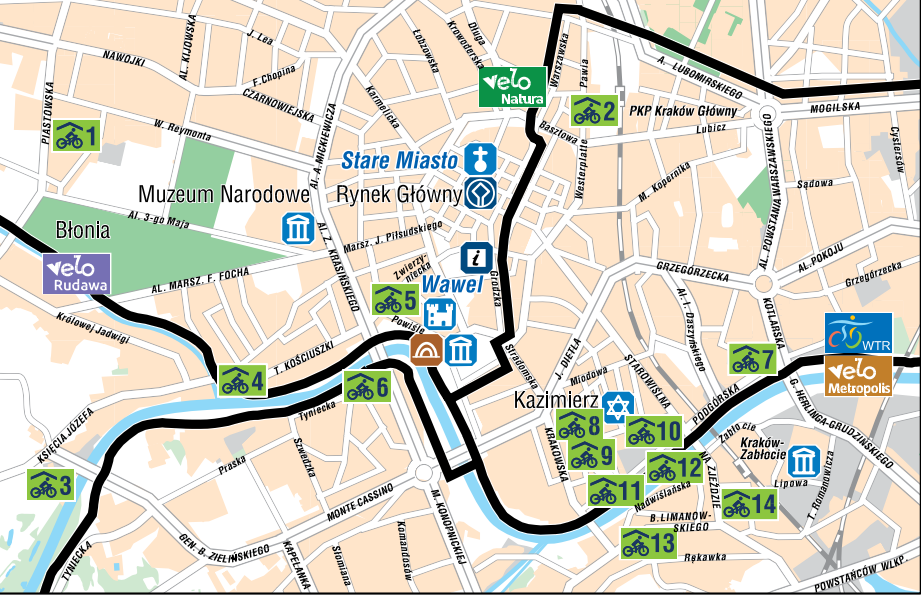 NAWOJKI
AL. KIJOWSKA
J. Lea
Łobzowska
Krowoderska
Długa
Warszawska
Pawia
A. LUBOMIRSKIEGO
F. Chopina
CZARNOWIEJSKA
Karmelicka
velo
Natura
2
PKP Kraków Główny
MOGILSKA
PIASTOWSKA
1
W. Reymonta
AL. A. MICKIEWICZA
Basztowa
Lubicz
Westerplatte
AL. POWSTANIA WARSZAWSKIEGO
Cystersów
Stare Miasto
Muzeum Narodowe
Rynek Główny
M. Kopernika
Sądowa
Al. 3-go Maja
Błonia
AL. Z. KRASIŃSKIEGO
Marsz. J. Piłsudskiego
velo
Rudawa
AL. MARSZ. F. FOCHA
Zwierzy-
niecka
i
Grodzka
GRZEGÓRZECKA
AL. POKOJU
Grzegórzecka
Wawel
5
Powiśle
Królowej Jadwigi
T. KOŚCIUSZKI
Stradomska
J. DIETLA
Al. I. Daszyńskiego
KOTLARSKA
WTR
velo
Metropolis
7
4
6
Miodowa
STAROWIŚLNA
PODGÓRSKA
G. HERLINGA-GRUDZIŃSKIEGO
Kazimierz
Tyniecka
KSIĘCIA JÓZEFA
8
10
Zabłocie
Kraków-
Zabłocie
KRAKOWSKA
9
12
NA ZJEŹDZIE
Lipowa
3
Praska
Szwedzka
11
Nadwiślańska
14
T. Romanowicza
MONTE CASSINO
M. KONOPNICKIEJ
B. LIMANOW-
SKIEGO
13
Rękawka
TYNIECKA
GEN. B. ZIELIŃSKIEGO
KAPELANKA
Słomiana
Komandosów
POWSTAŃCÓW WLKP.